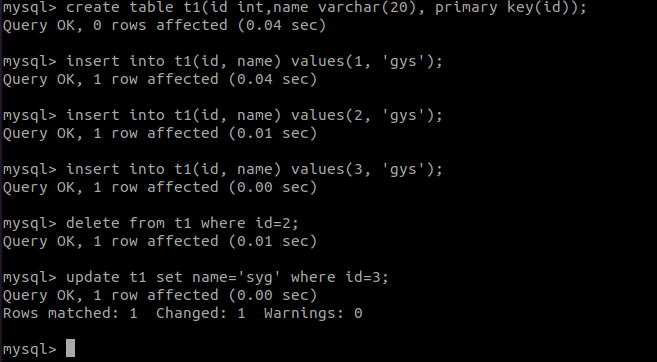 mysql> create table t1(id int,name varchar(20), primary key(id));
Query OK, 0 rows affected (0.04 sec)
mysql> insert into t1(id, name) values(1, 'gys');
Query OK, 1 row affected (0.04 sec)
mysql> insert into t1(id, name) values(2, 'gys');
Query OK, 1 row affected (0.01 sec)
mysql> insert into t1(id, name) values(3, 'gys');
Query OK, 1 row affected (0.00 sec)
mysql> delete from t1 where id=2;
Query OK, 1 row affected (0.01 sec)
mysql> update t1 set name='syg' where id=3;
Query OK, 1 row affected (0.00 sec)
Rows matched: 1  Changed: 1  Warnings: 0
mysql>